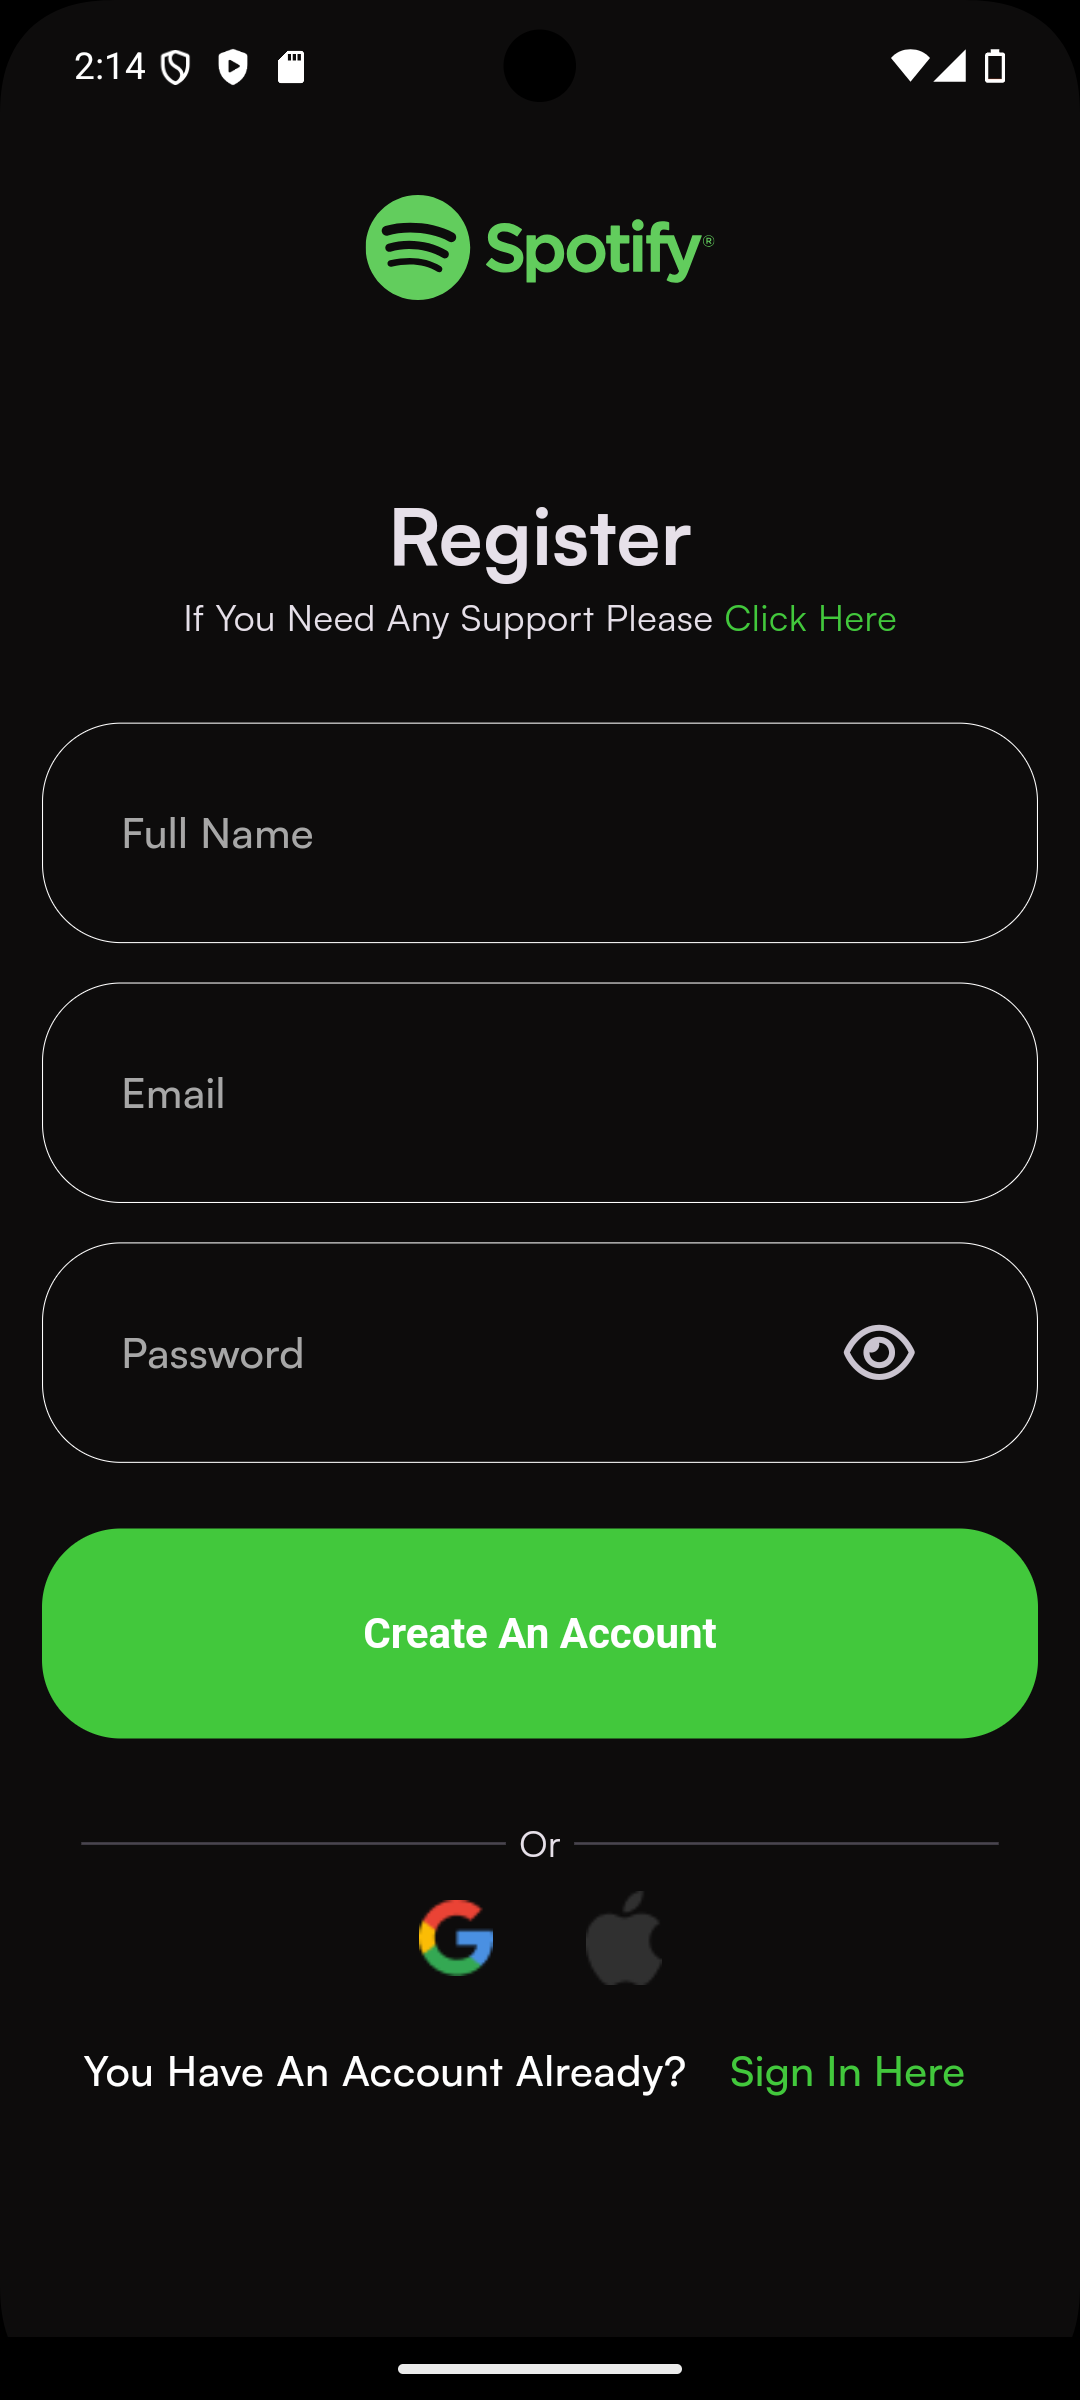 2:14
Spotify®
Register
If You Need Any Support Please Click Here
Full Name
Email
Password
Create An Account
Or
You Have An Account Already? Sign In Here